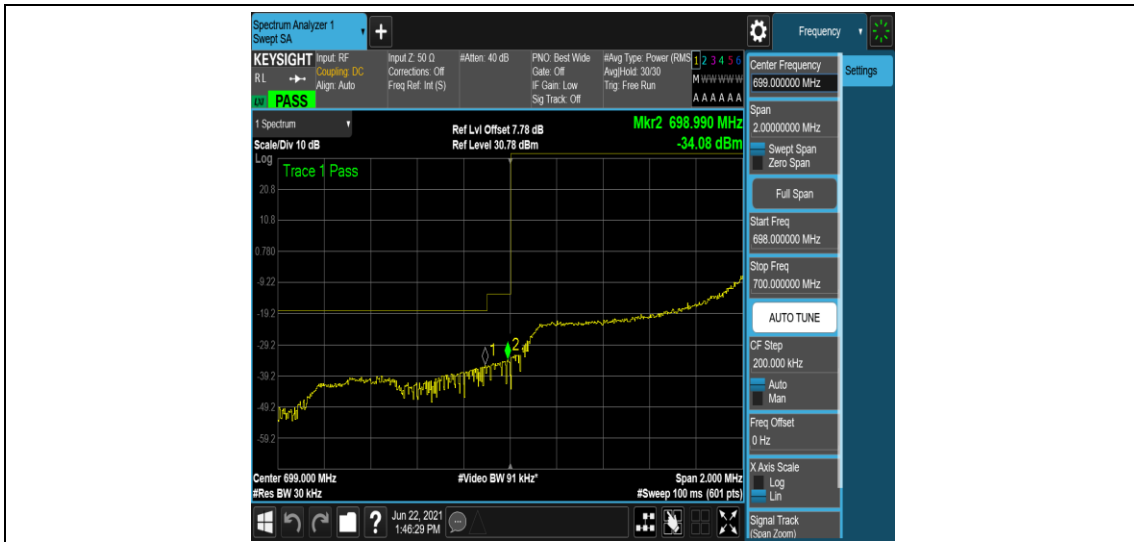 Spectrum Analyzer 1
Swept SA
+
Frequency
KEYSIGHT
RL
LXI
PASS
Input: RF
Coupling: DC
Align: Auto
Input Z: 50 Ω
Corrections: Off
Freq Ref: Int (S)
#Atten: 40 dB
PNO: Best Wide
Gate: Off
IF Gain: Low
Sig Track: Off
#Avg Type: Power (RMS
Avg|Hold: 30/30
Trig: Free Run
1 2 3 4 5 6
M W W W W W
A A A A A A
1 Spectrum
Scale/Div 10 dB
Ref Lvl Offset 7.78 dB
Ref Level 30.78 dBm
Mkr2 698.990 MHz
-34.08 dBm
Log
Trace 1 Pass
20.8
10.8
0.780
-9.22
-19.2
-29.2
-39.2
-49.2
-59.2
1
2
Center 699.000 MHz
#Res BW 30 kHz
#Video BW 91 kHz*
Span 2.000 MHz
#Sweep 100 ms (601 pts)
Center Frequency
699.000000 MHz
Settings
Span
2.00000000 MHz
Swept Span
Zero Span
Full Span
Start Freq
698.000000 MHz
Stop Freq
700.000000 MHz
AUTO TUNE
CF Step
200.000 kHz
Auto
Man
Freq Offset
0 Hz
X Axis Scale
Log
Lin
Signal Track
(Span Zoom)
?
Jun 22, 2021
1:46:29 PM